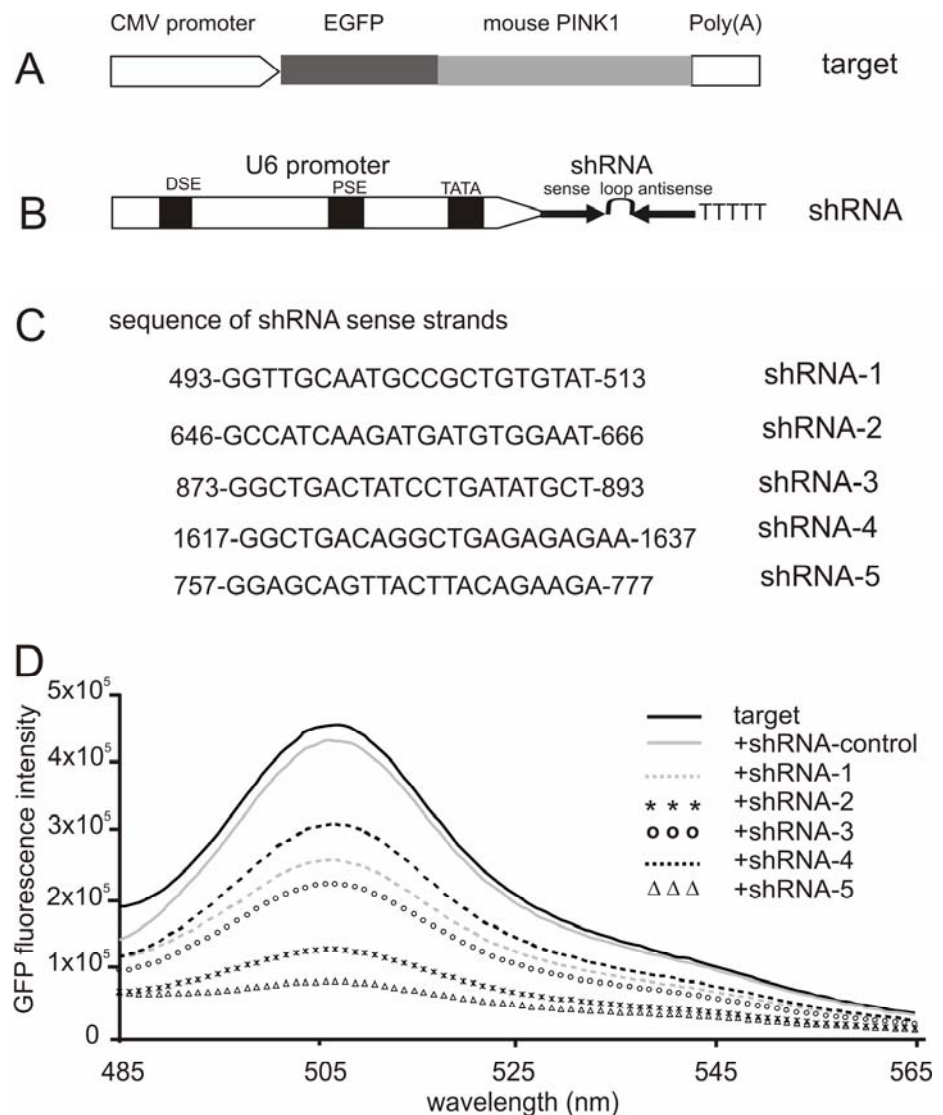 CMV promoter EGFP mouse PINK1 Poly(A)
A target
U6 promoter shRNA
DSE PSE TATA sense loop antisense
B TTTTT shRNA
C sequence of shRNA sense strands
493-GGTTGCAATGCCGCTGTGTAT-513 shRNA-1
646-GCCATCAAGATGATGTGGAAT-666 shRNA-2
873-GGCTGACTATCCTGATATGCT-893 shRNA-3
1617-GGCTGACAGGCTGAGAGAGAA-1637 shRNA-4
757-GGAGCAGTTACTTACAGAAGA-777 shRNA-5
D
GFP fluorescence intensity
5x10⁵
4x10⁵
3x10⁵
2x10⁵
1x10⁵
0
target
+shRNA-control
+shRNA-1
+shRNA-2
+shRNA-3
+shRNA-4
+shRNA-5
485 505 525 545 565
wavelength (nm)